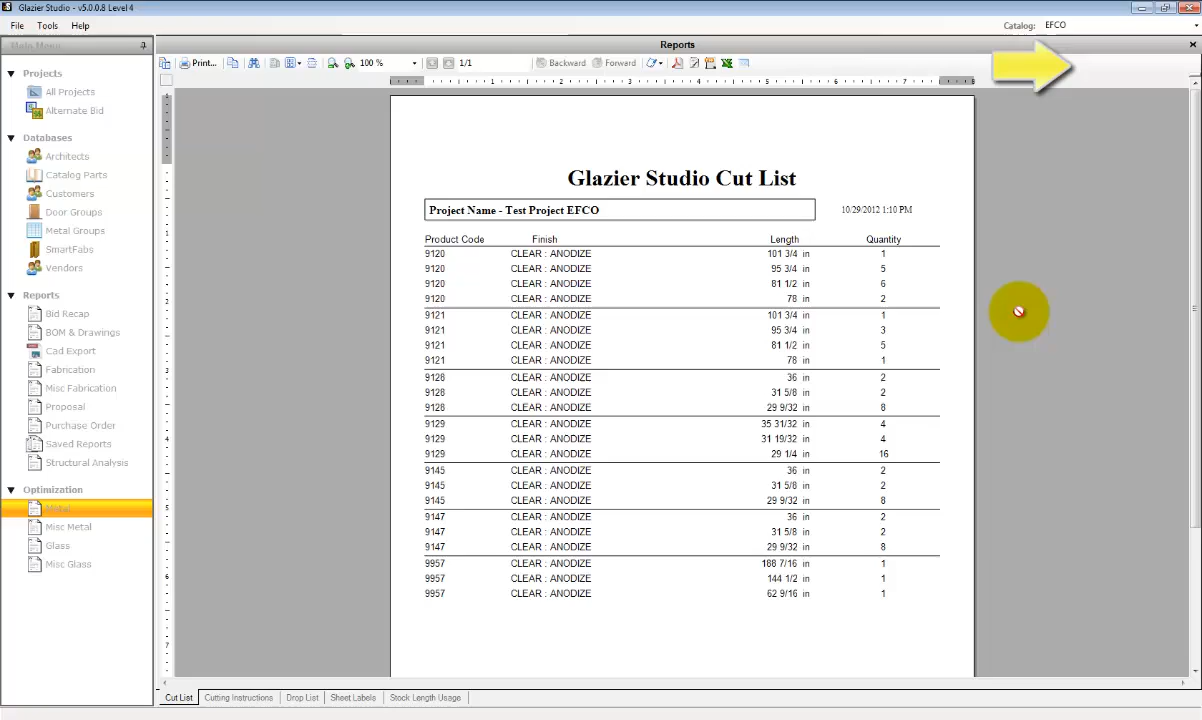 Glazier Studio - v5.0.0.8 Level 4
File Tools Help
Catalog: EFCO
Main Menu
Reports
Print... 100 % 1/1 Backward Forward
Projects
All Projects
Alternate Bid
Databases
Architects
Catalog Parts
Customers
Door Groups
Metal Groups
SmartFabs
Vendors
Reports
Bid Recap
BOM & Drawings
Cad Export
Fabrication
Misc Fabrication
Proposal
Purchase Order
Saved Reports
Structural Analysis
Optimization
Metal
Misc Metal
Glass
Misc Glass
Glazier Studio Cut List
Project Name - Test Project EFCO
10/29/2012 1:10 PM
Product Code Finish Length Quantity
9120 CLEAR : ANODIZE 101 3/4 in 1
9120 CLEAR : ANODIZE 95 3/4 in 5
9120 CLEAR : ANODIZE 81 1/2 in 6
9120 CLEAR : ANODIZE 78 in 2
9121 CLEAR : ANODIZE 101 3/4 in 1
9121 CLEAR : ANODIZE 95 3/4 in 3
9121 CLEAR : ANODIZE 81 1/2 in 5
9121 CLEAR : ANODIZE 78 in 1
9128 CLEAR : ANODIZE 36 in 2
9128 CLEAR : ANODIZE 31 5/8 in 2
9128 CLEAR : ANODIZE 29 9/32 in 8
9129 CLEAR : ANODIZE 35 31/32 in 4
9129 CLEAR : ANODIZE 31 19/32 in 4
9129 CLEAR : ANODIZE 29 1/4 in 16
9145 CLEAR : ANODIZE 36 in 2
9145 CLEAR : ANODIZE 31 5/8 in 2
9145 CLEAR : ANODIZE 29 9/32 in 8
9147 CLEAR : ANODIZE 36 in 2
9147 CLEAR : ANODIZE 31 5/8 in 2
9147 CLEAR : ANODIZE 29 9/32 in 8
9957 CLEAR : ANODIZE 188 7/16 in 1
9957 CLEAR : ANODIZE 144 1/2 in 1
9957 CLEAR : ANODIZE 62 9/16 in 1
Cut List Cutting Instructions Drop List Sheet Labels Stock Length Usage